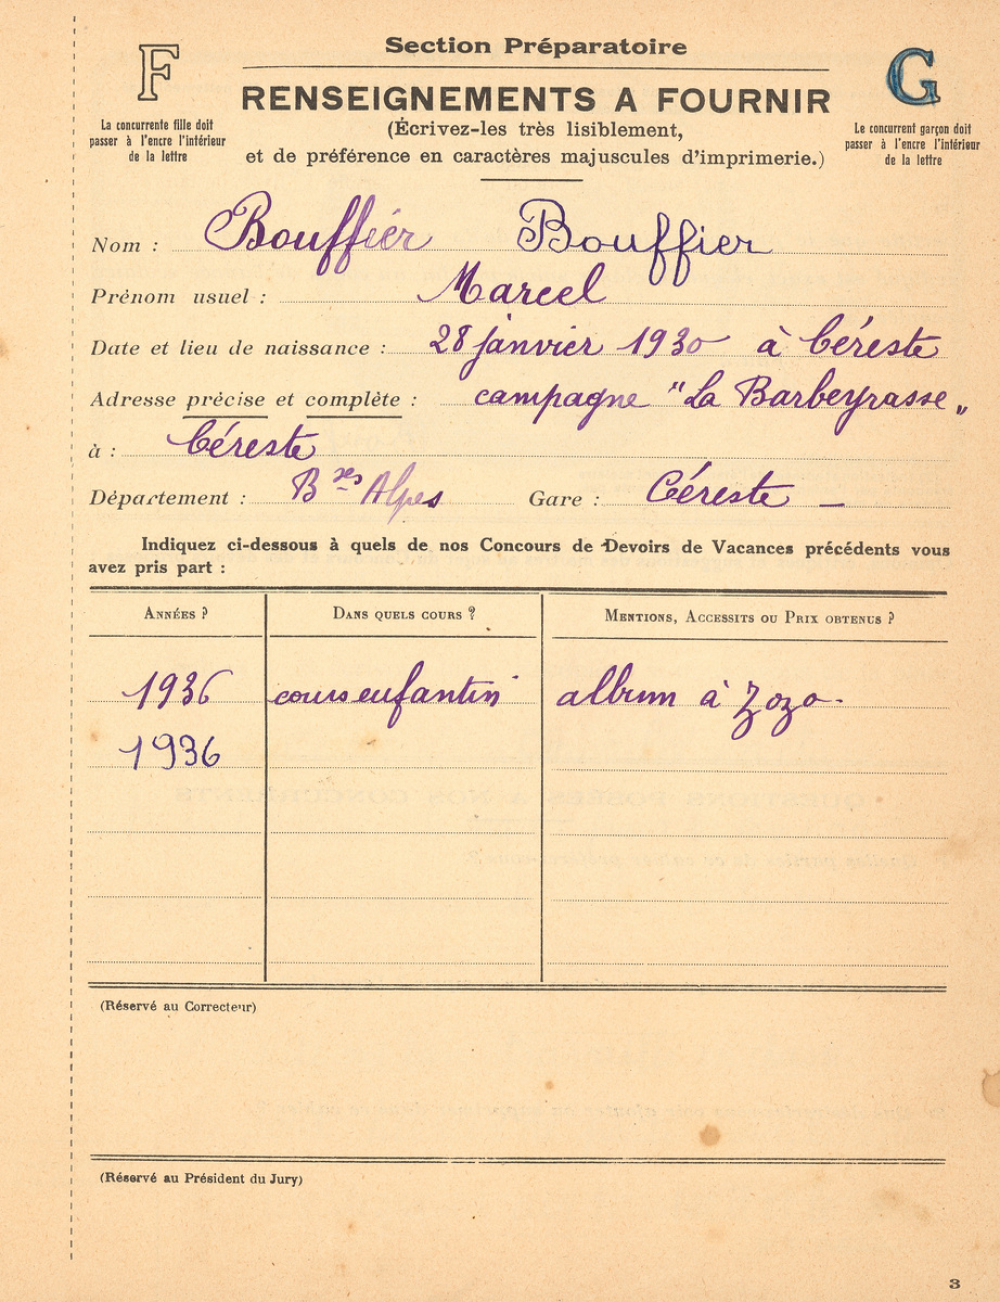 Section Préparatoire
F
G
RENSEIGNEMENTS A FOURNIR
(Écrivez-les très lisiblement,
et de préférence en caractères majuscules d'imprimerie.)
La concurrente fille doit
passer à l'encre l'intérieur
de la lettre
Le concurrent garçon doit
passer à l'encre l'intérieur
de la lettre
Nom : Bouffier Bouffier
Prénom usuel : Marcel
Date et lieu de naissance : 28 janvier 1930 à Céreste
Adresse précise et complète : campagne "La Barbeyrasse„
à : Céreste
Département : Bses Alpes Gare : Céreste —
Indiquez ci-dessous à quels de nos Concours de Devoirs de Vacances précédents vous
avez pris part :
Années ? Dans quels cours ? Mentions, Accessits ou Prix obtenus ?
1936 cours enfantin album à Zozo.
1936
(Réservé au Correcteur)
(Réservé au Président du Jury)
3